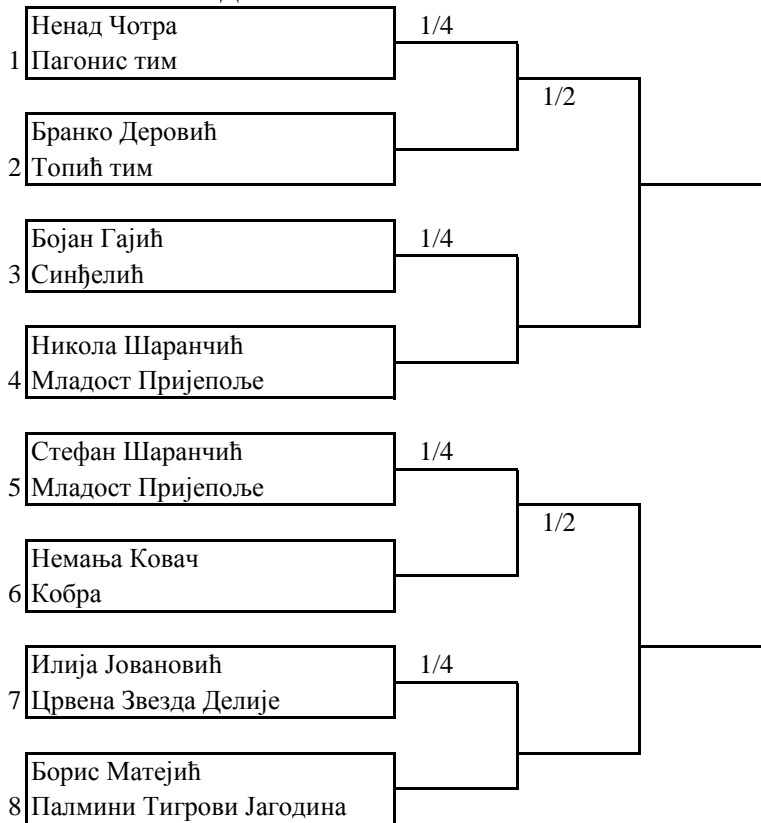 Ненад Чотра 1/4
1 Пагонис тим
1/2
Бранко Деровић
2 Топић тим
Бојан Гајић 1/4
3 Синђелић
Никола Шаранчић
4 Младост Пријепоље
Стефан Шаранчић 1/4
5 Младост Пријепоље
1/2
Немања Ковач
6 Кобра
Илија Јовановић 1/4
7 Црвена Звезда Делије
Борис Матејић
8 Палмини Тигрови Јагодина